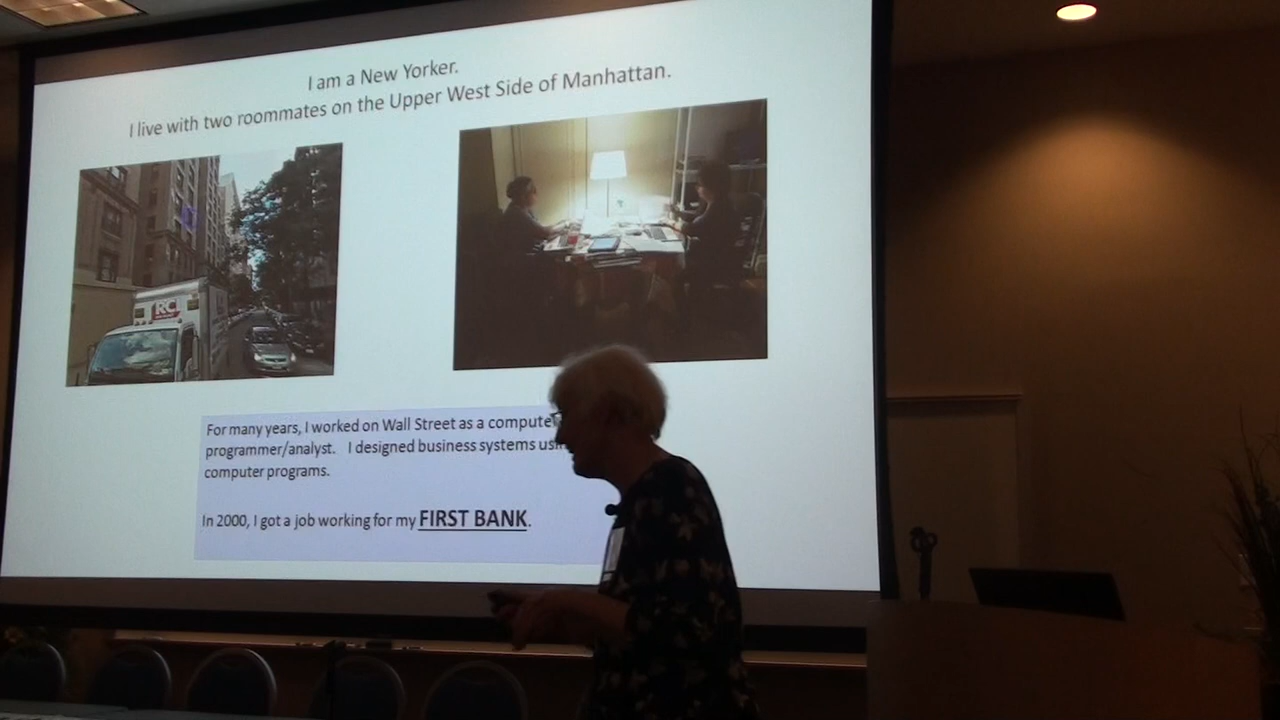 I am a New Yorker.
I live with two roommates on the Upper West Side of Manhattan.
RC
For many years, I worked on Wall Street as a
programmer/analyst. I designed business systems
computer programs.
In 2000, I got a job working for my FIRST BANK.